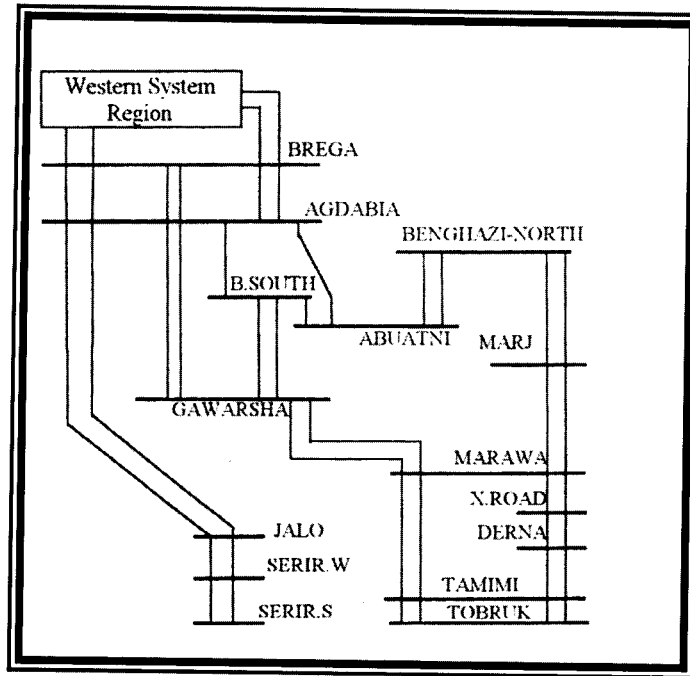 Western System
Region
BREGA
AGDABIA
BENGHAZI-NORTH
B.SOUTH
ABUATNI
MARJ
GAWARSHA
MARAWA
X.ROAD
JALO
DERNA
SERIR.W
TAMIMI
SERIR.S
TOBRUK